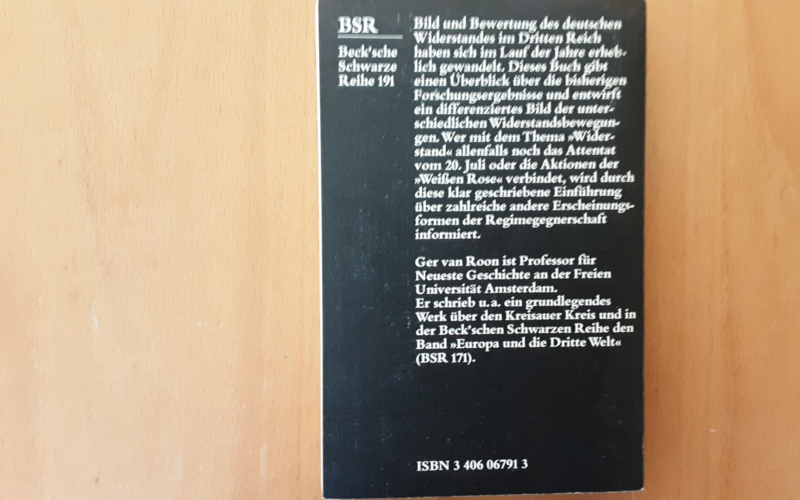 BSR
Beck'sche
Schwarze
Reihe 191
Bild und Bewertung des deutschen
Widerstandes im Dritten Reich
haben sich im Lauf der Jahre erheb-
lich gewandelt. Dieses Buch gibt
einen Überblick über die bisherigen
Forschungsergebnisse und entwirft
ein differenziertes Bild der unter-
schiedlichen Widerstandsbewegun-
gen. Wer mit dem Thema »Wider-
stand« allenfalls noch das Attentat
vom 20. Juli oder die Aktionen der
»Weißen Rose« verbindet, wird durch
diese klar geschriebene Einführung
über zahlreiche andere Erscheinungs-
formen der Regimegegnerschaft
informiert.
Ger van Roon ist Professor für
Neueste Geschichte an der Freien
Universität Amsterdam.
Er schrieb u.a. ein grundlegendes
Werk über den Kreisauer Kreis und in
der Beck'schen Schwarzen Reihe den
Band »Europa und die Dritte Welt«
(BSR 171).
ISBN 3 406 06791 3